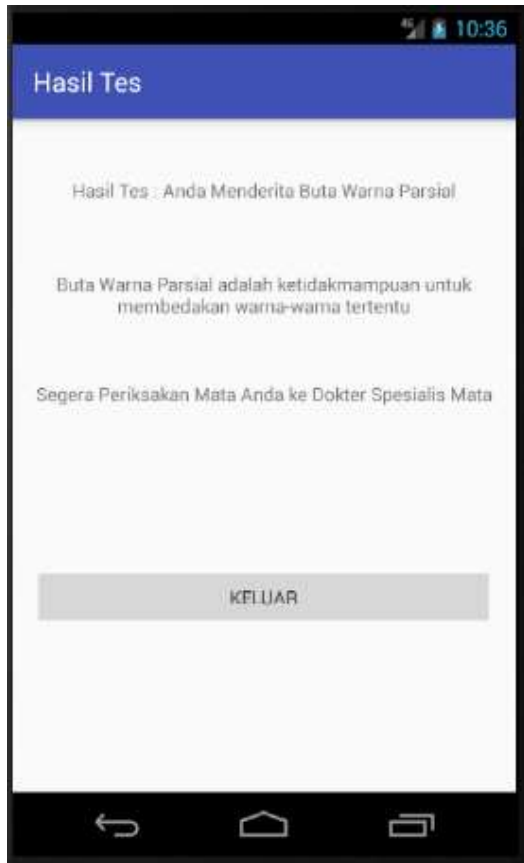 4G 10:36
Hasil Tes
Hasil Tes : Anda Menderita Buta Warna Parsial
Buta Warna Parsial adalah ketidakmampuan untuk
membedakan warna-warna tertentu
Segera Periksakan Mata Anda ke Dokter Spesialis Mata
KELUAR